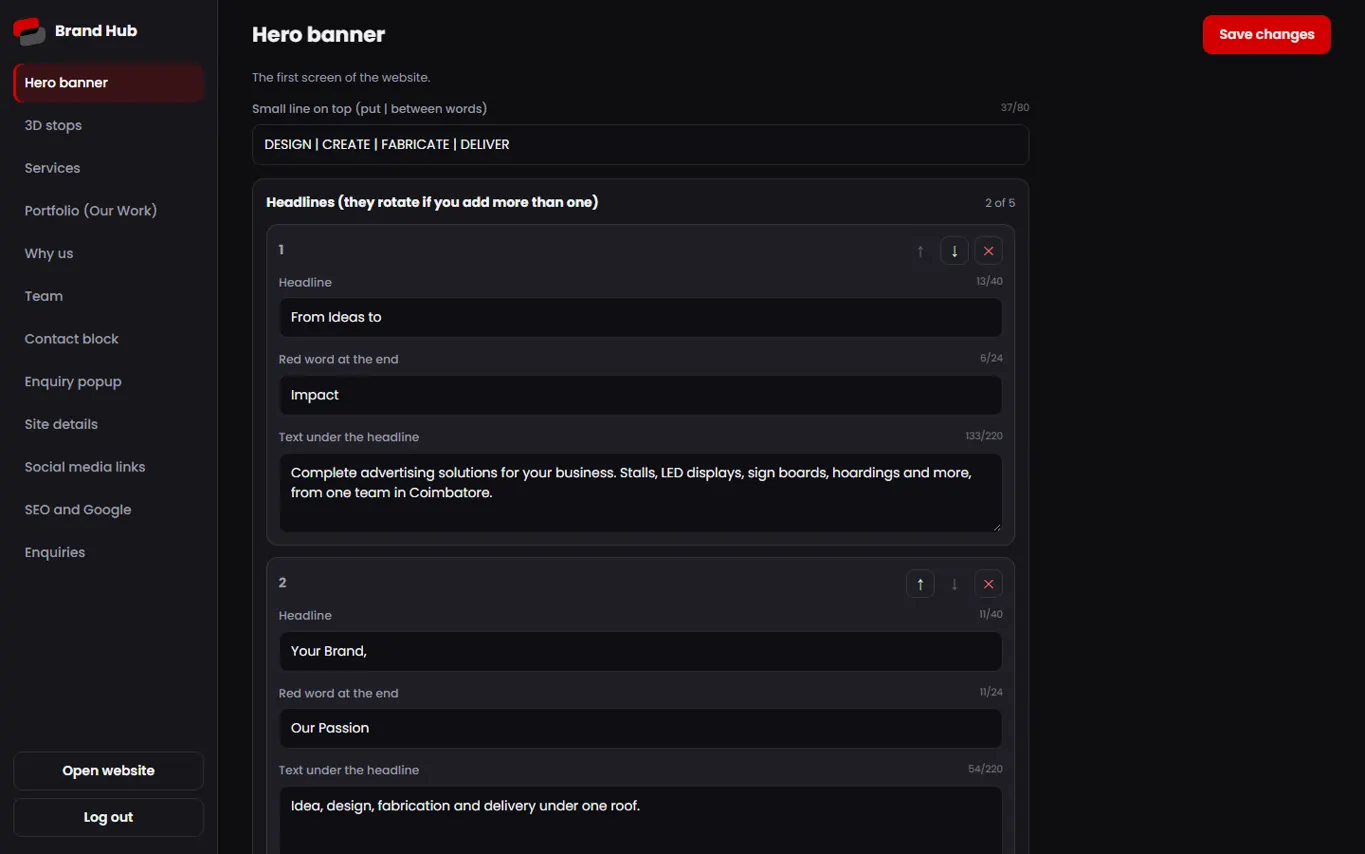 Brand Hub
Hero banner
3D stops
Services
Portfolio (Our Work)
Why us
Team
Contact block
Enquiry popup
Site details
Social media links
SEO and Google
Enquiries
Open website
Log out
Hero banner
Save changes
The first screen of the website.
Small line on top (put | between words)
37/80
DESIGN | CREATE | FABRICATE | DELIVER
Headlines (they rotate if you add more than one)
2 of 5
1
↑ ↓ ✕
Headline
13/40
From Ideas to
Red word at the end
6/24
Impact
Text under the headline
133/220
Complete advertising solutions for your business. Stalls, LED displays, sign boards, hoardings and more,
from one team in Coimbatore.
2
↑ ↓ ✕
Headline
11/40
Your Brand,
Red word at the end
11/24
Our Passion
Text under the headline
54/220
Idea, design, fabrication and delivery under one roof.